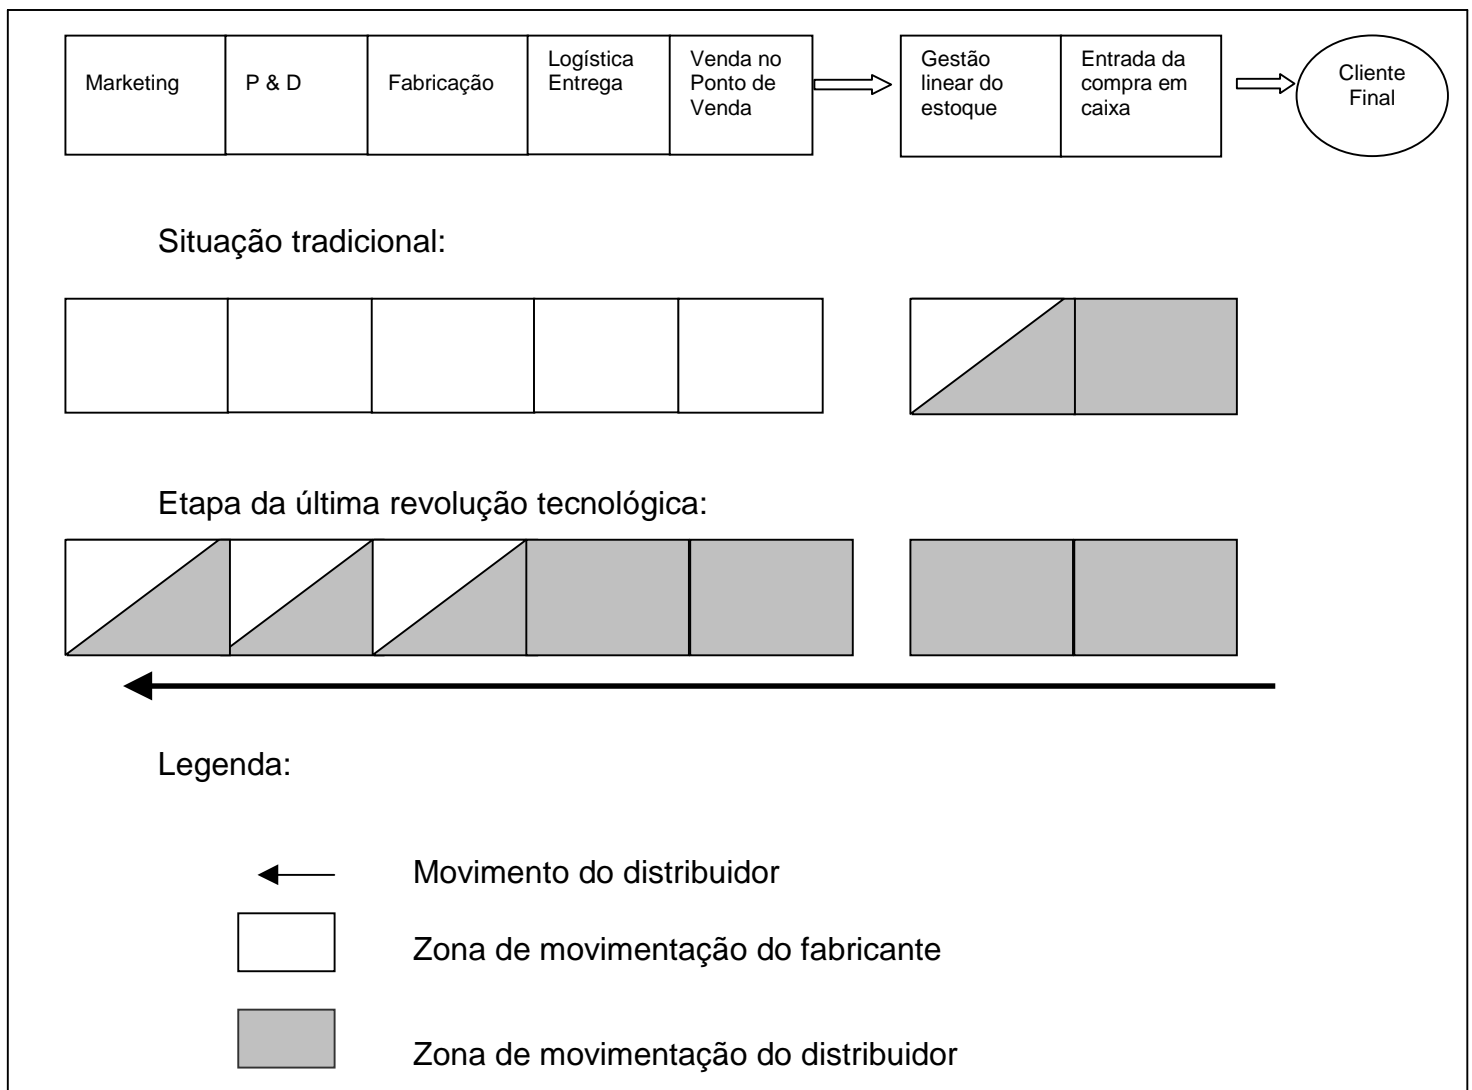 Marketing
P & D
Fabricação
Logística
Entrega
Venda no
Ponto de
Venda
Gestão
linear do
estoque
Entrada da
compra em
caixa
Cliente
Final
Situação tradicional:
Etapa da última revolução tecnológica:
Legenda:
Movimento do distribuidor
Zona de movimentação do fabricante
Zona de movimentação do distribuidor